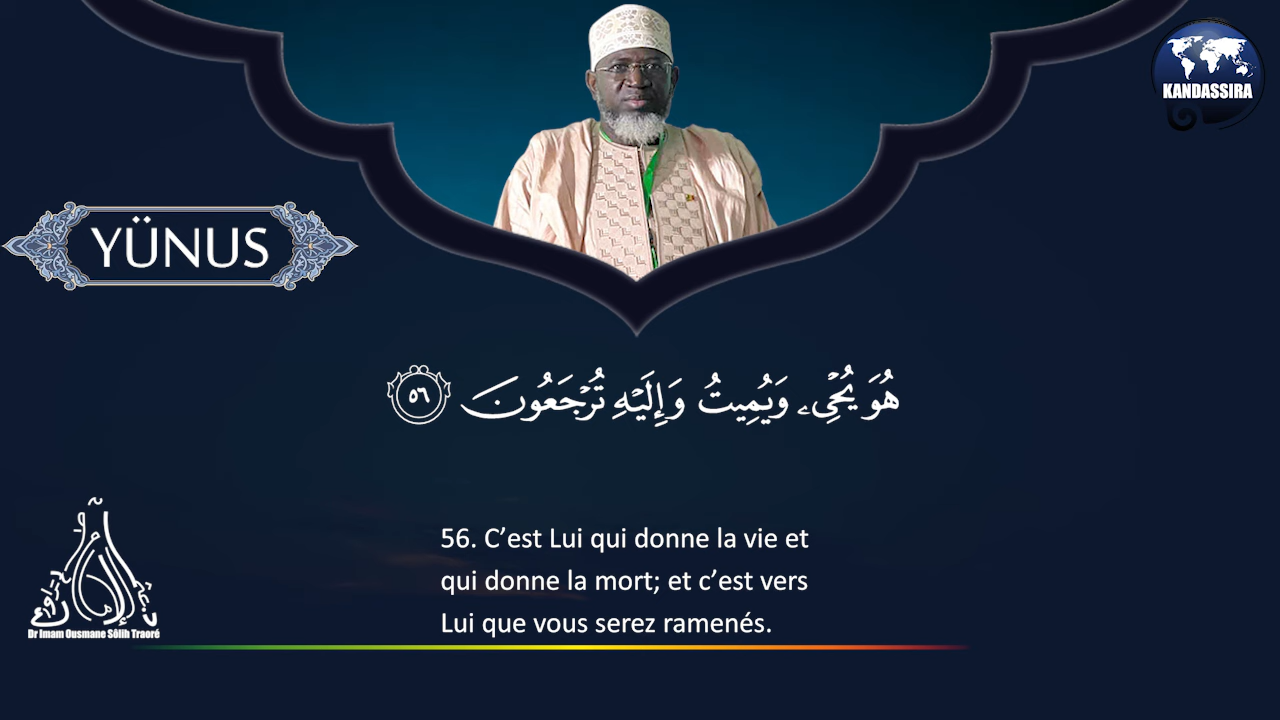 KANDASSIRA
YÜNUS
هُوَ يُحْيِۦ وَيُمِيتُ وَإِلَيْهِ تُرْجَعُونَ ٥٦
56. C’est Lui qui donne la vie et
qui donne la mort; et c’est vers
Lui que vous serez ramenés.
Dr Imam Ousmane Sôlih Traoré